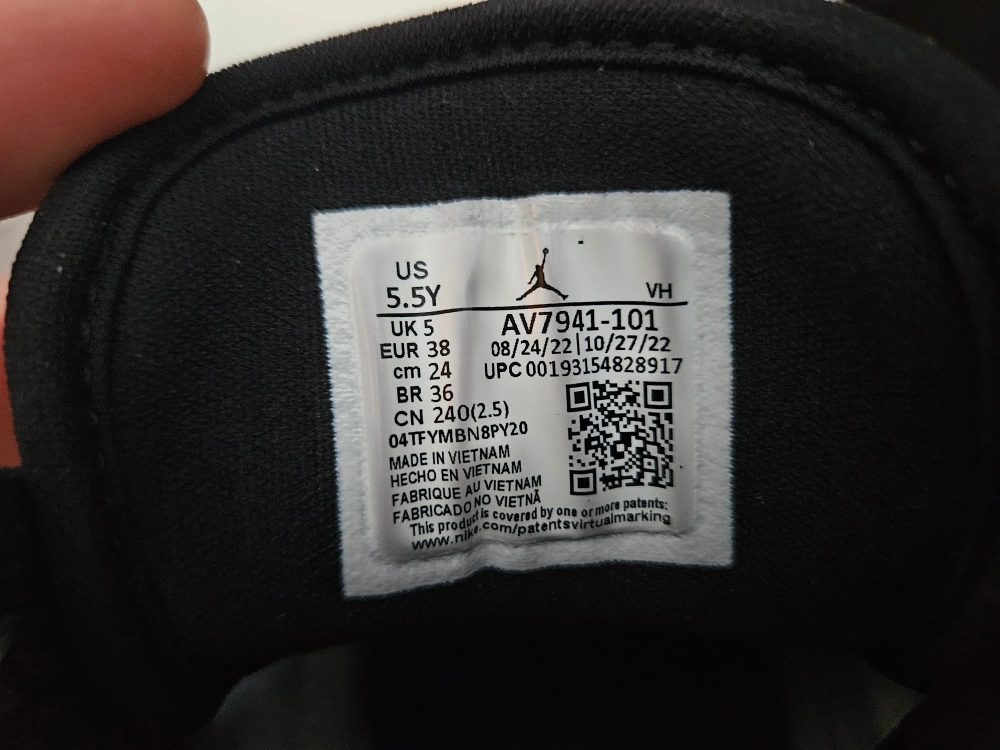 US
5.5Y
VH
UK 5
EUR 38
cm 24
BR 36
CN 240(2.5)
04TFYMBN8PY20
MADE IN VIETNAM
HECHO EN VIETNAM
FABRIQUE AU VIETNAM
FABRICADO NO VIETNÃ
AV7941-101
08/24/22|10/27/22
UPC 00193154828917
This product is covered by one or more patents:
www.nike.com/patentsvirtualmarking